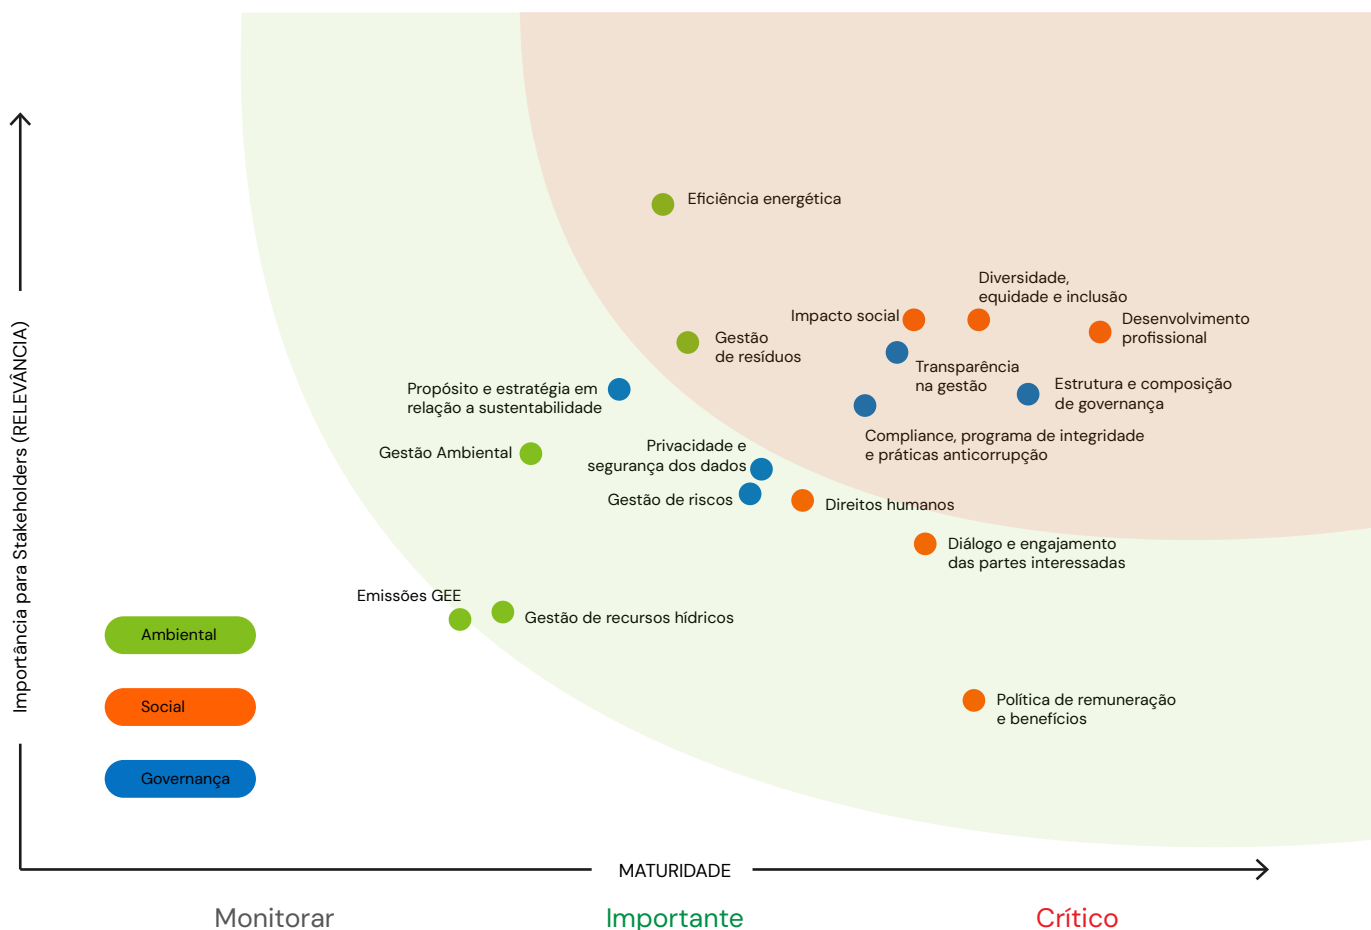 Importância para Stakeholders (RELEVÂNCIA)
Eficiência energética
Diversidade,
equidade e inclusão
Impacto social
Desenvolvimento
profissional
Gestão
de resíduos
Transparência
na gestão
Estrutura e composição
de governança
Propósito e estratégia em
relação a sustentabilidade
Compliance, programa de integridade
e práticas anticorrupção
Gestão Ambiental
Privacidade e
segurança dos dados
Gestão de riscos
Direitos humanos
Diálogo e engajamento
das partes interessadas
Emissões GEE
Gestão de recursos hídricos
Política de remuneração
e benefícios
Ambiental
Social
Governança
MATURIDADE
Monitorar
Importante
Crítico